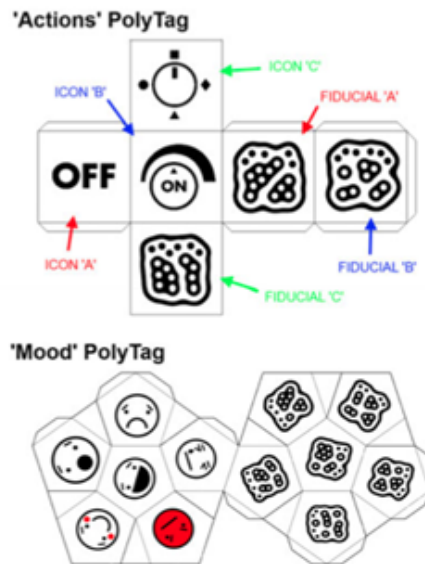 'Actions' PolyTag
ICON 'C'
ICON 'B'
FIDUCIAL 'A'
OFF
ON
ICON 'A'
FIDUCIAL 'B'
FIDUCIAL 'C'
'Mood' PolyTag